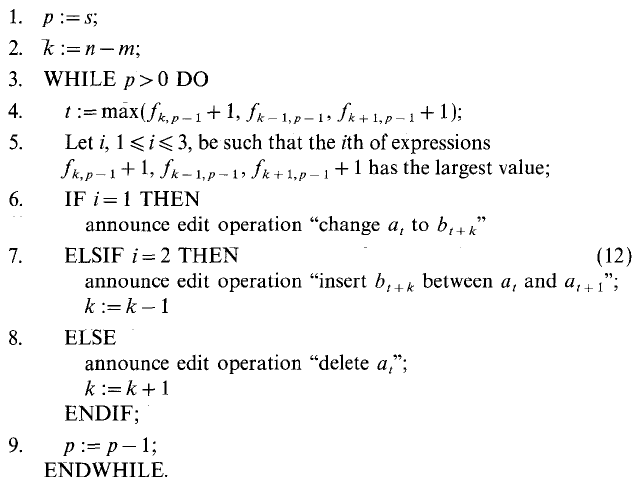 1. p := s;
2. k := n − m;
3. WHILE p > 0 DO
4. t := max(f_{k,p−1} + 1, f_{k−1,p−1}, f_{k+1,p−1} + 1);
5. Let i, 1 ⩽ i ⩽ 3, be such that the ith of expressions
f_{k,p−1} + 1, f_{k−1,p−1}, f_{k+1,p−1} + 1 has the largest value;
6. IF i = 1 THEN
announce edit operation “change a_t to b_{t+k}”
7. ELSIF i = 2 THEN (12)
announce edit operation “insert b_{t+k} between a_t and a_{t+1}”;
k := k − 1
8. ELSE
announce edit operation “delete a_t”;
k := k + 1
ENDIF;
9. p := p − 1;
ENDWHILE.